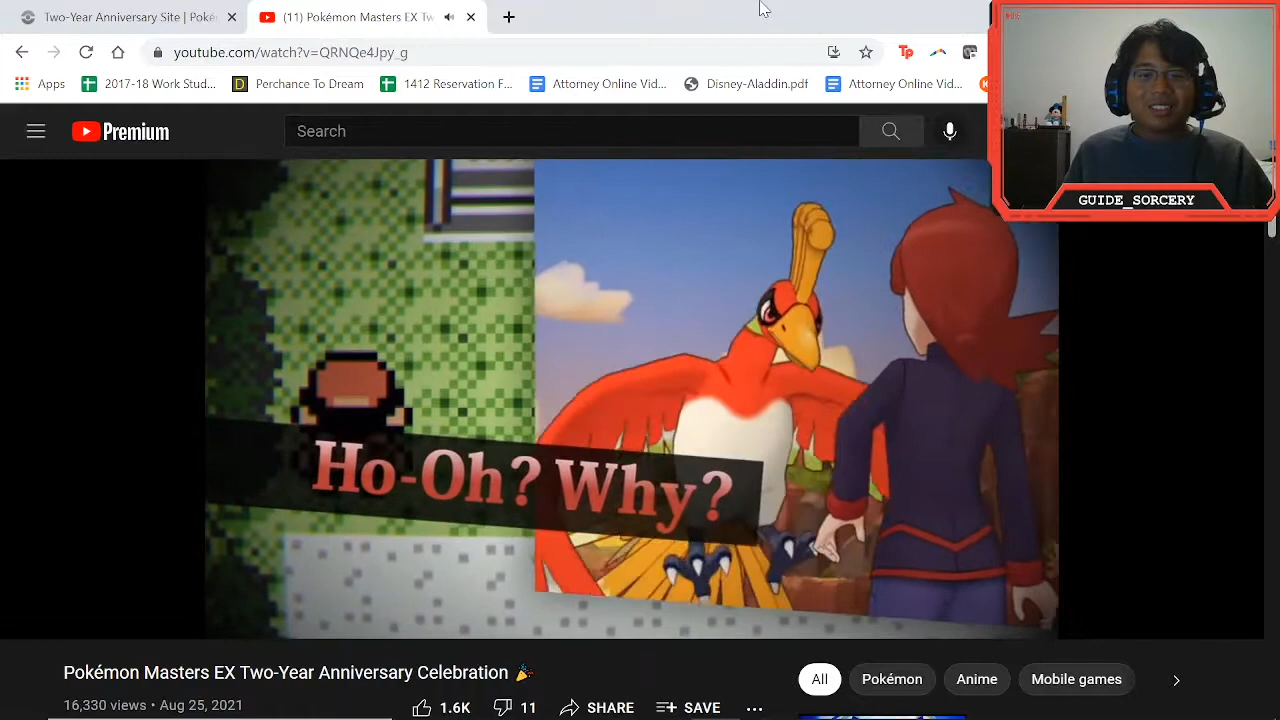 Two-Year Anniversary Site | Poké
(11) Pokémon Masters EX Tw
youtube.com/watch?v=QRNQe4Jpy_g
Tp
Apps
2017-18 Work Stud...
Perchance To Dream
1412 Reservation F...
Attorney Online Vid...
Disney-Aladdin.pdf
Attorney Online Vid...
Premium
Search
GUIDE_SORCERY
Ho-Oh? Why?
Pokémon Masters EX Two-Year Anniversary Celebration 🎉
16,330 views • Aug 25, 2021
1.6K
11
SHARE
SAVE
All
Pokémon
Anime
Mobile games